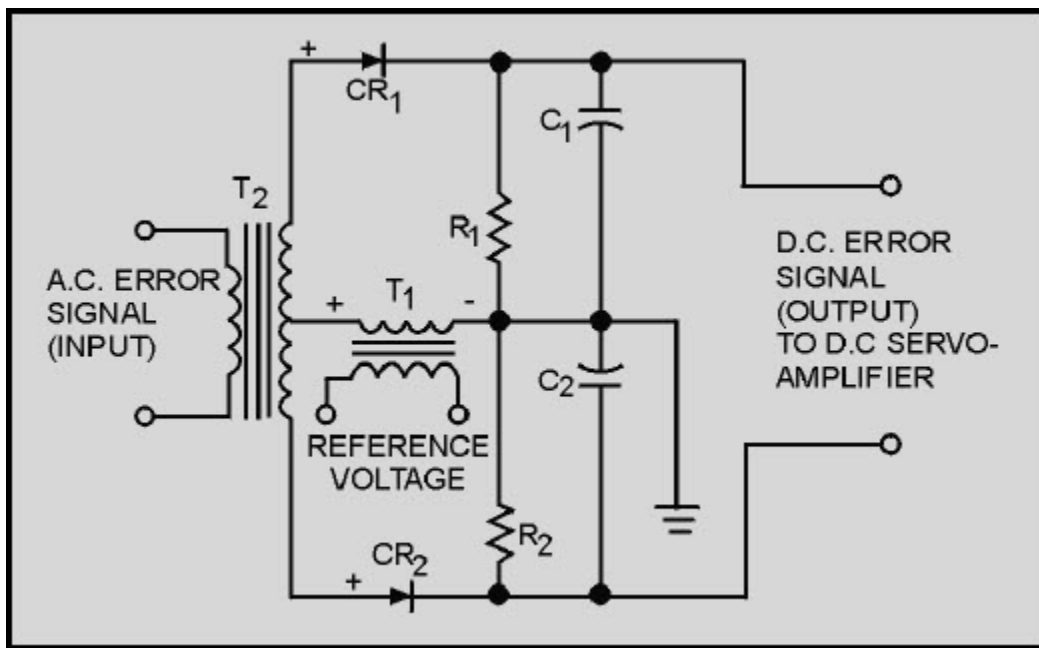 +
CR1
C1
T2
R1
A.C. ERROR
SIGNAL
(INPUT)
+ T1 -
D.C. ERROR
SIGNAL
(OUTPUT)
TO D.C SERVO-
AMPLIFIER
C2
REFERENCE
VOLTAGE
R2
+
CR2